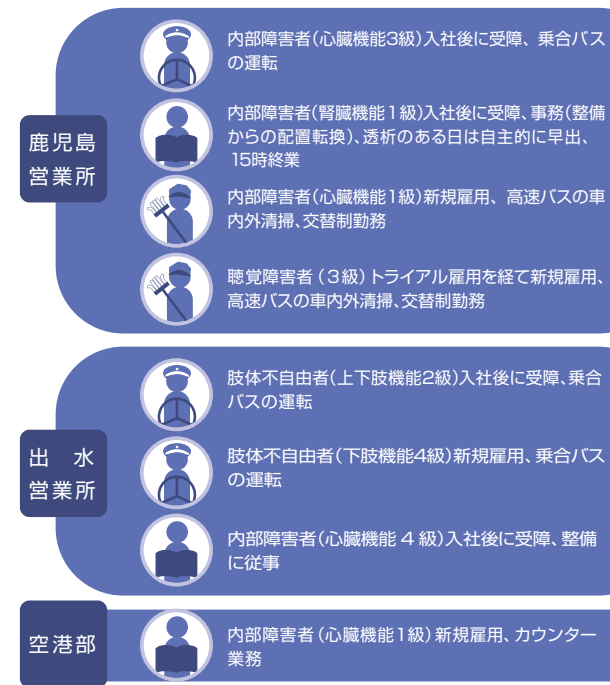 鹿児島
営業所
内部障害者(心臓機能3級)入社後に受障、乗合バス
の運転
内部障害者(腎臓機能1級)入社後に受障、事務(整備
からの配置転換)、透析のある日は自主的に早出、
15時終業
内部障害者(心臓機能1級)新規雇用、高速バスの車
内外清掃、交替制勤務
聴覚障害者(3級)トライアル雇用を経て新規雇用、
高速バスの車内外清掃、交替制勤務
出 水
営業所
肢体不自由者(上下肢機能2級)入社後に受障、乗合
バスの運転
肢体不自由者(下肢機能4級)新規雇用、乗合バス
の運転
内部障害者(心臓機能4級)入社後に受障、整備
に従事
空港部
内部障害者(心臓機能1級)新規雇用、カウンター
業務